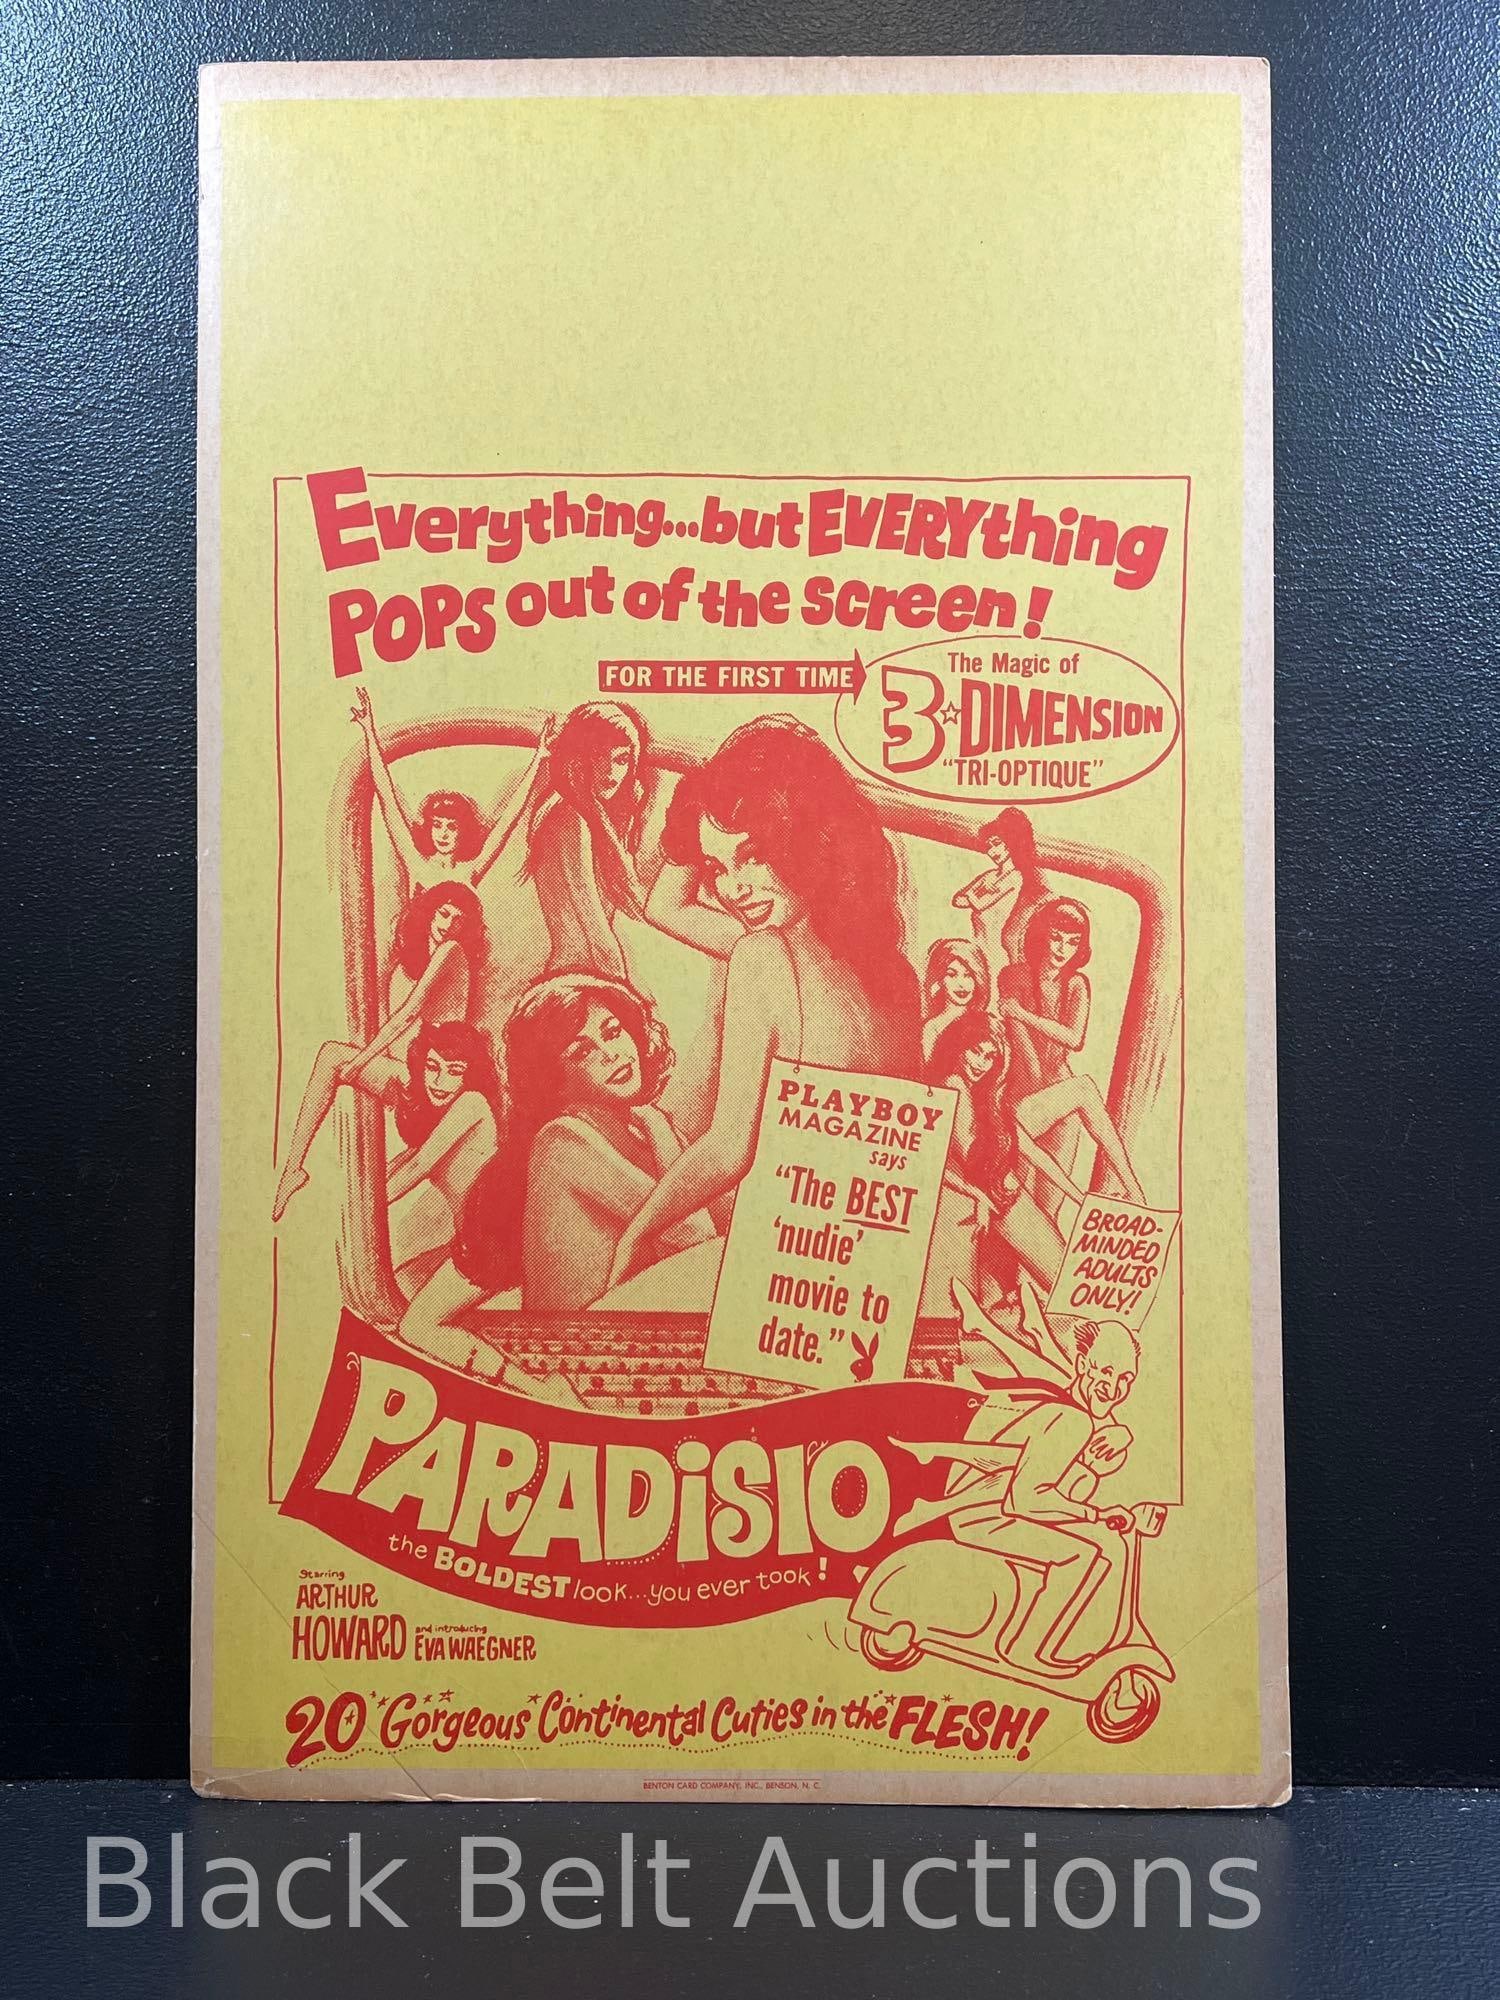 Everything...but EVERYthing
POPS out of the screen!
FOR THE FIRST TIME
The Magic of
3-DIMENSION
"TRI-OPTIQUE"
PLAYBOY
MAGAZINE
says
"The BEST
'nudie'
movie to
date."
BROAD-
MINDED
ADULTS
ONLY!
PARADiSIO
the BOLDEST look...you ever took!
Starring
ARTHUR
HOWARD
and introducing
EVA WAEGNER
20 Gorgeous Continental Cuties in the FLESH!
BENTON CARD COMPANY, INC., BENSON, N. C.
Black Belt Auctions